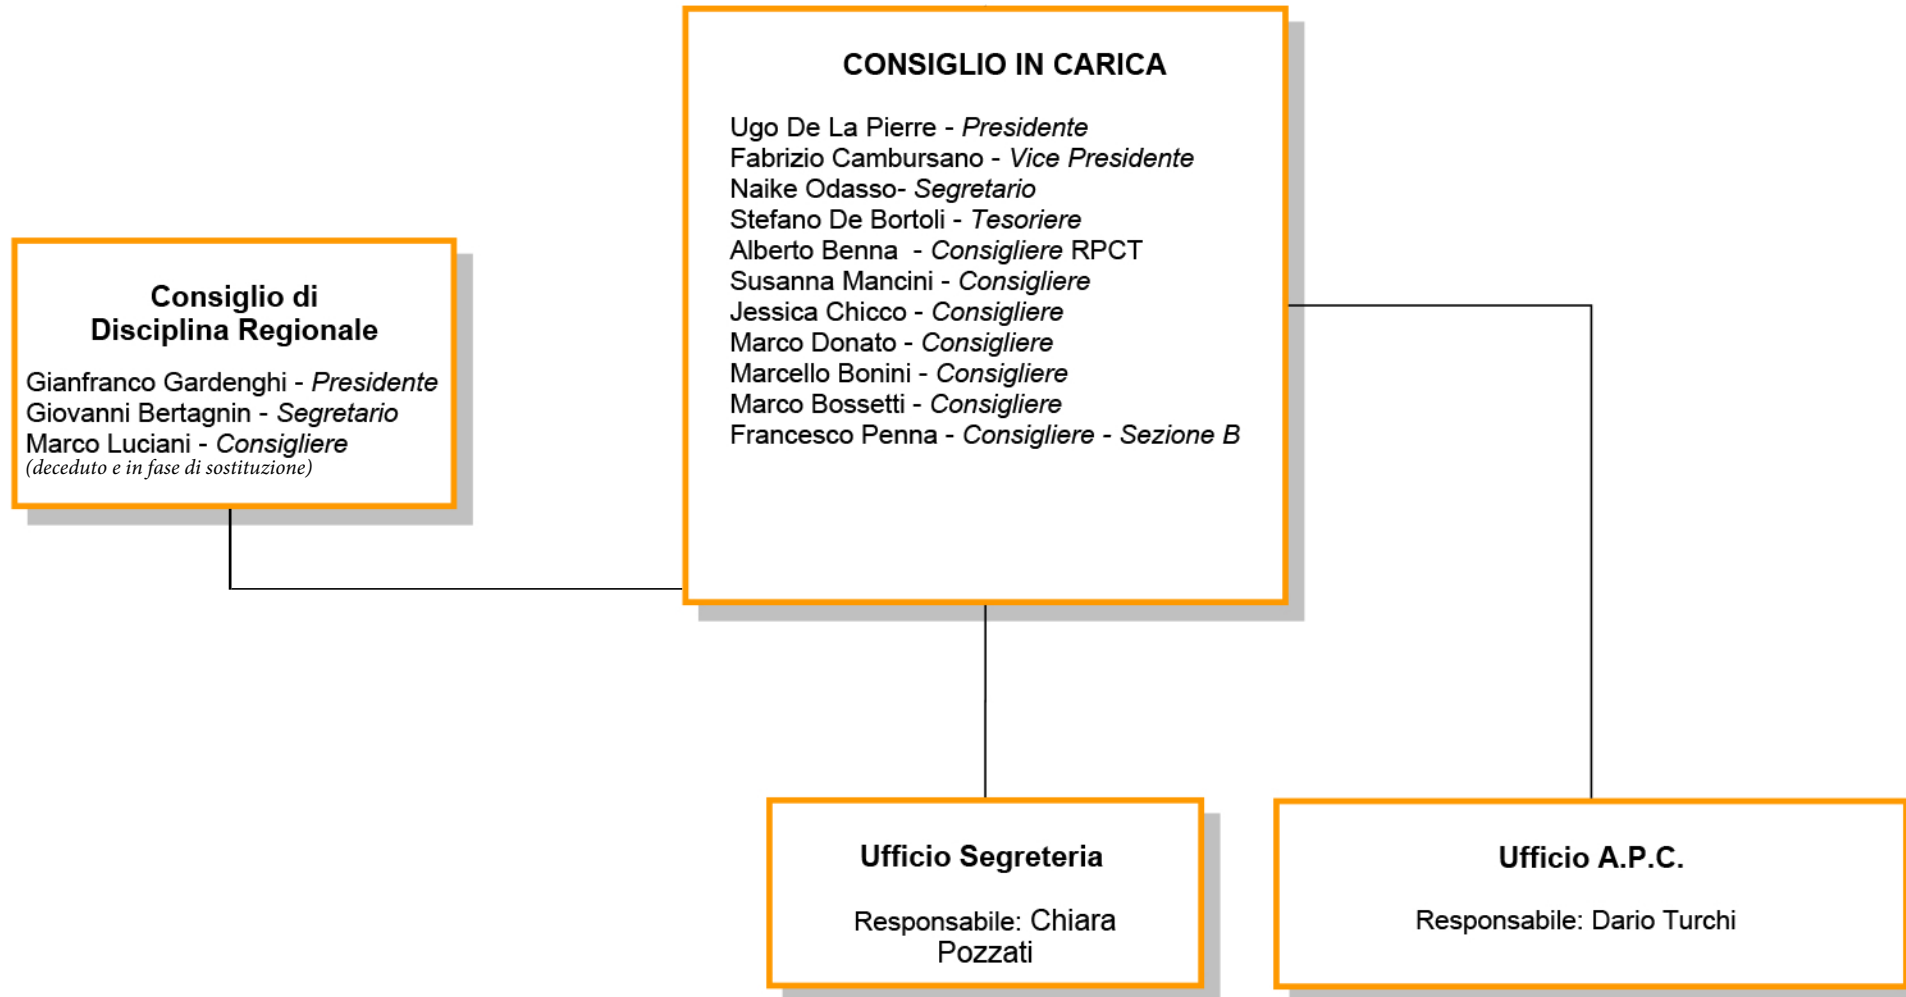 CONSIGLIO IN CARICA
Ugo De La Pierre - Presidente
Fabrizio Cambursano - Vice Presidente
Naike Odasso- Segretario
Stefano De Bortoli - Tesoriere
Alberto Benna  - Consigliere RPCT
Susanna Mancini - Consigliere
Jessica Chicco - Consigliere
Marco Donato - Consigliere
Marcello Bonini - Consigliere
Marco Bossetti - Consigliere
Francesco Penna - Consigliere - Sezione B
Consiglio di
Disciplina Regionale
Gianfranco Gardenghi - Presidente
Giovanni Bertagnin - Segretario
Marco Luciani - Consigliere
(deceduto e in fase di sostituzione)
Ufficio Segreteria
Responsabile: Chiara
Pozzati
Ufficio A.P.C.
Responsabile: Dario Turchi